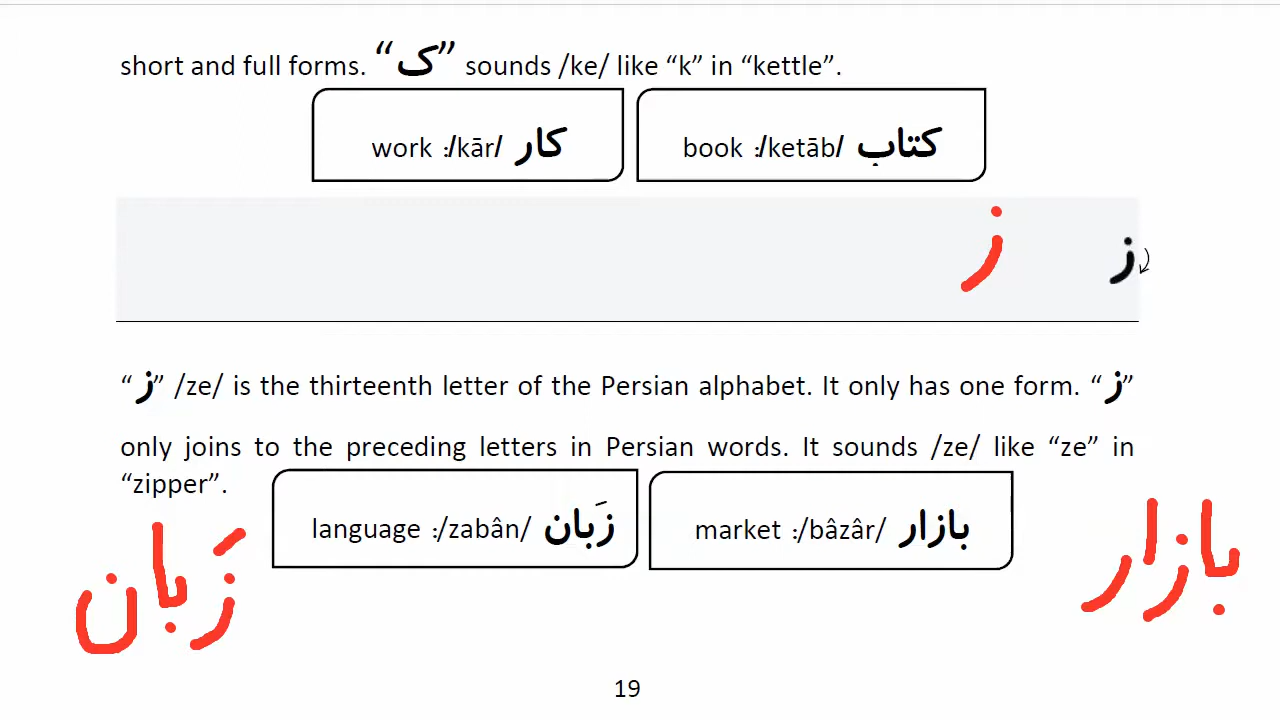 short and full forms. “ک” sounds /ke/ like “k” in “kettle”.
work :/kār/ کار
book :/ketāb/ کتاب
ز
ز
“ز” /ze/ is the thirteenth letter of the Persian alphabet. It only has one form. “ز”
only joins to the preceding letters in Persian words. It sounds /ze/ like “ze” in
“zipper”.
language :/zabân/ زَبان
market :/bâzâr/ بازار
زَبان
بازار
19